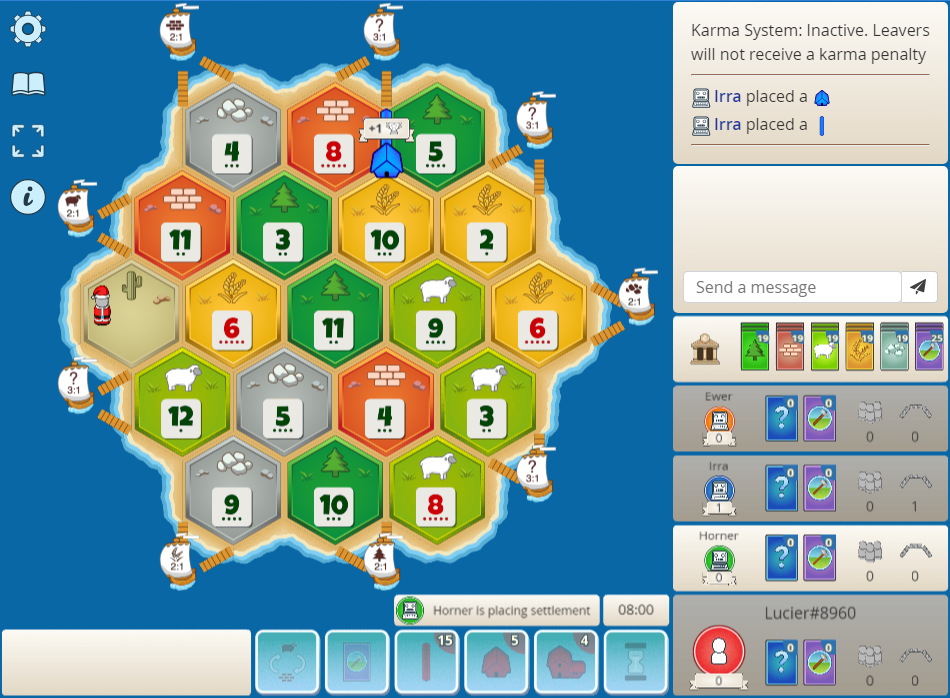 Karma System: Inactive. Leavers
will not receive a karma penalty
Irra placed a
Irra placed a
2:1
?
3:1
?
3:1
4
8
+1
5
2:1
11
3
10
2
6
11
9
6
2:1
?
3:1
12
5
4
3
?
3:1
9
10
8
2:1
2:1
i
Send a message
19 19 19 19 19 25
Ewer
? 0 0
0 0 0
Irra
? 0 0
1 0 1
Horner
? 0 0
0 0 0
Lucier#8960
? 0 0
0 0 0
Horner is placing settlement 08:00
15 5 4